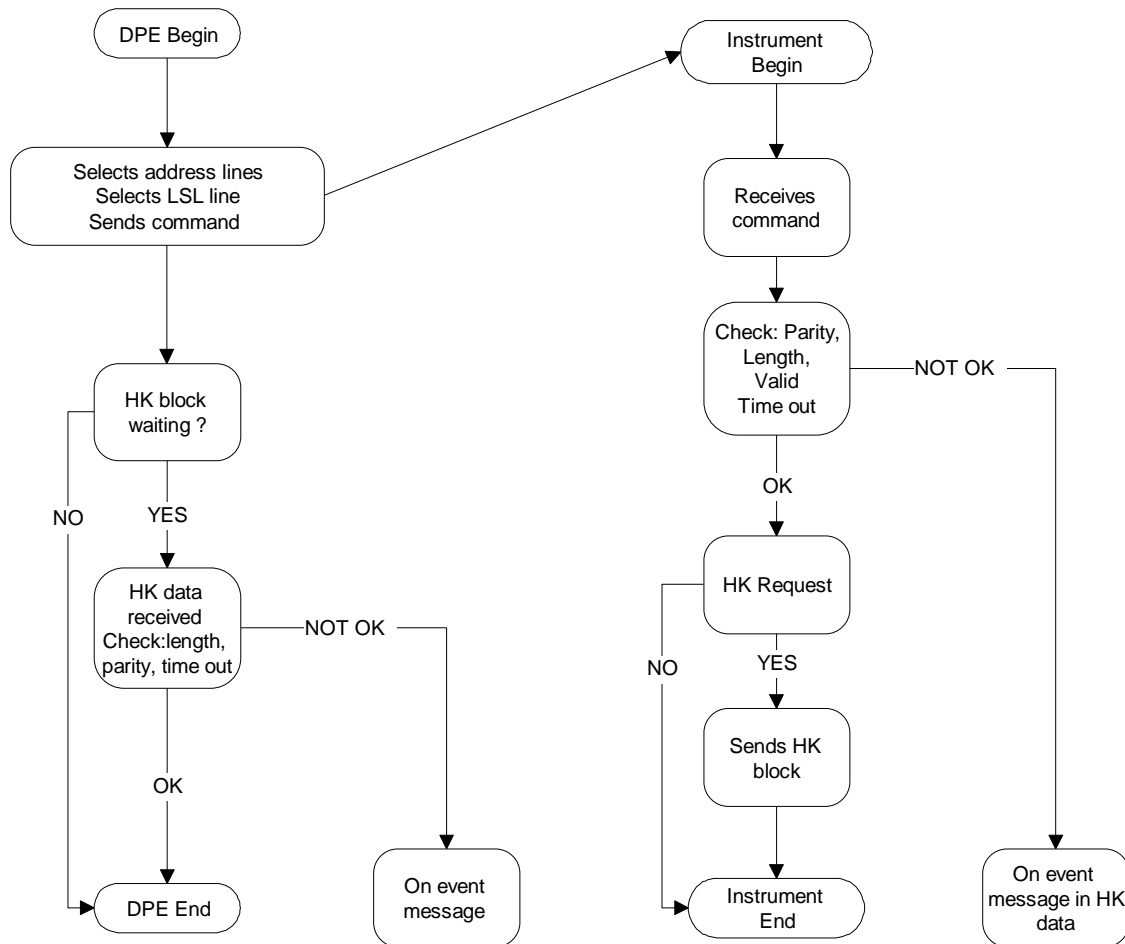 DPE Begin
Selects address lines
Selects LSL line
Sends command
HK block
waiting ?
NO
YES
HK data
received
Check:length,
parity, time out
NOT OK
OK
DPE End
On event
message
Instrument
Begin
Receives
command
Check: Parity,
Length,
Valid
Time out
NOT OK
OK
HK Request
NO
YES
Sends HK
block
Instrument
End
On event
message in HK
data